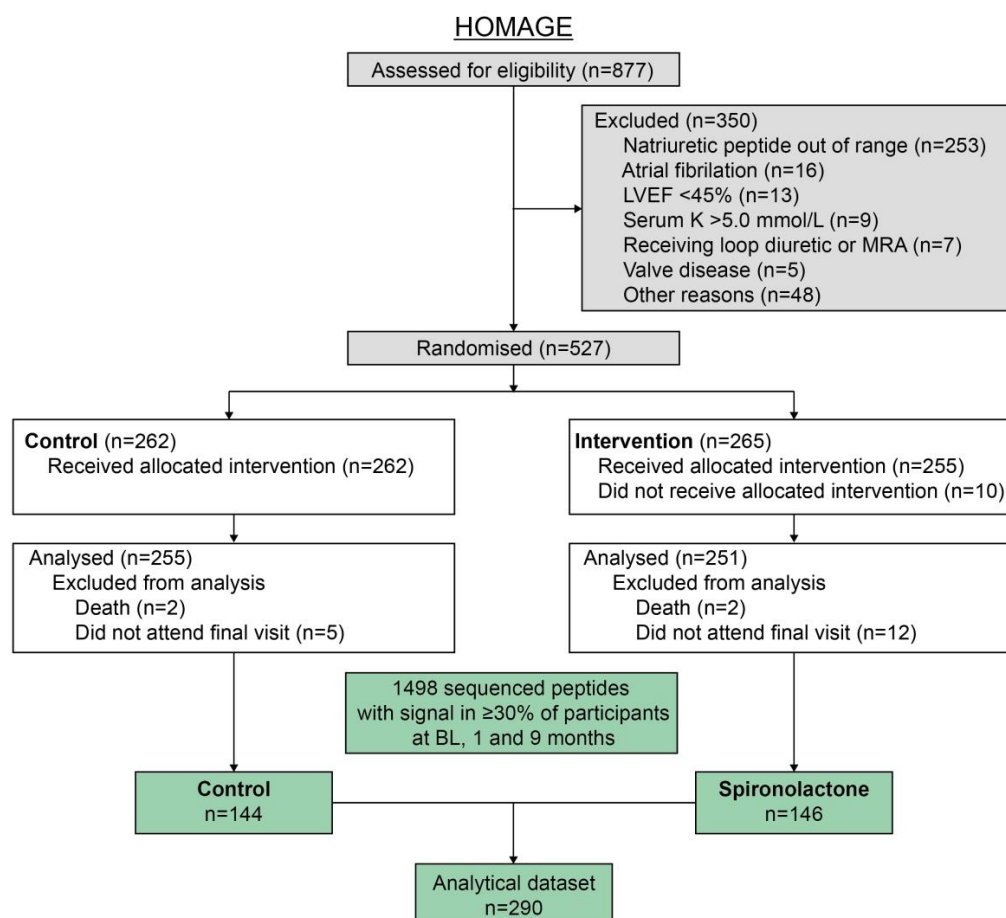 HOMAGE
Assessed for eligibility (n=877)
Excluded (n=350)
Natriuretic peptide out of range (n=253)
Atrial fibrilation (n=16)
LVEF <45% (n=13)
Serum K >5.0 mmol/L (n=9)
Receiving loop diuretic or MRA (n=7)
Valve disease (n=5)
Other reasons (n=48)
Randomised (n=527)
Control (n=262)
Received allocated intervention (n=262)
Intervention (n=265)
Received allocated intervention (n=255)
Did not receive allocated intervention (n=10)
Analysed (n=255)
Excluded from analysis
Death (n=2)
Did not attend final visit (n=5)
Analysed (n=251)
Excluded from analysis
Death (n=2)
Did not attend final visit (n=12)
1498 sequenced peptides
with signal in ≥30% of participants
at BL, 1 and 9 months
Control
n=144
Spironolactone
n=146
Analytical dataset
n=290